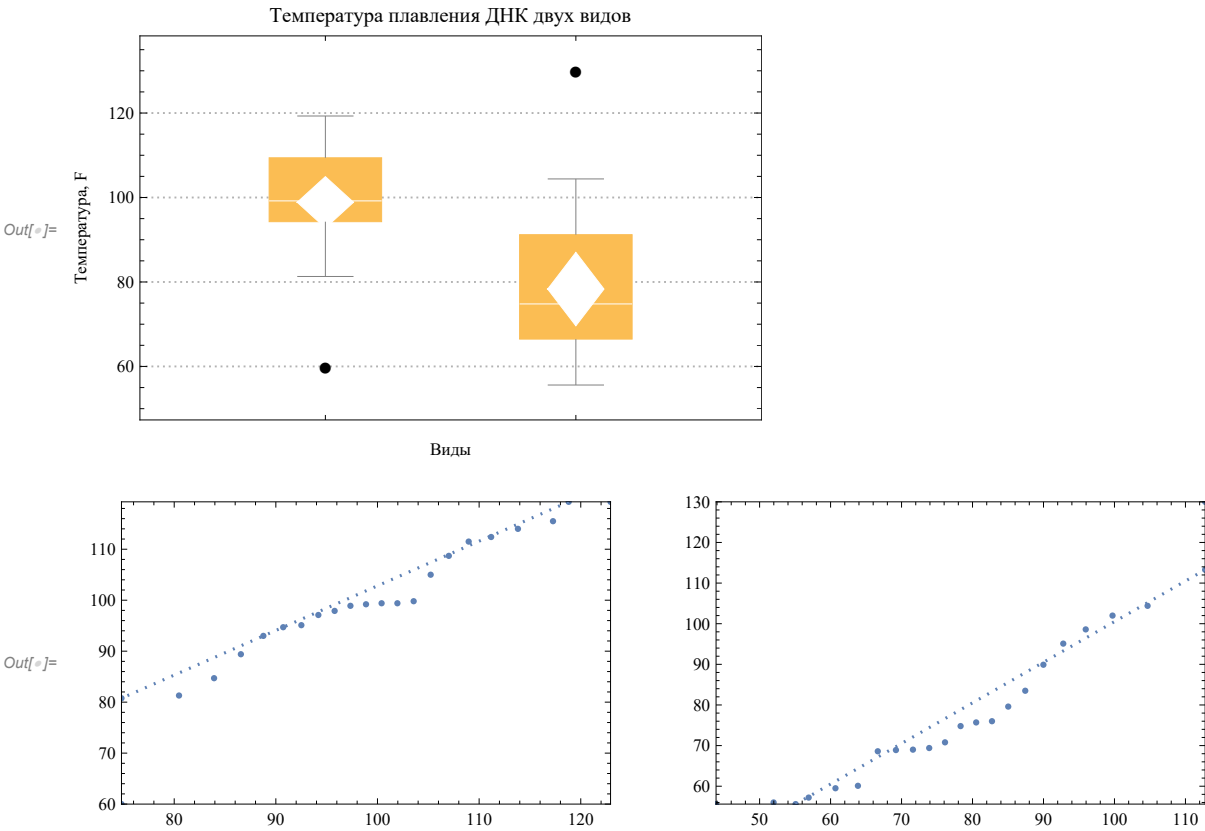 Температура плавления ДНК двух видов
120
100
80
60
Температура, F
Out[ ]=
Виды
110
100
90
80
70
60
80 90 100 110 120
Out[ ]=
130
120
110
100
90
80
70
60
50 60 70 80 90 100 110